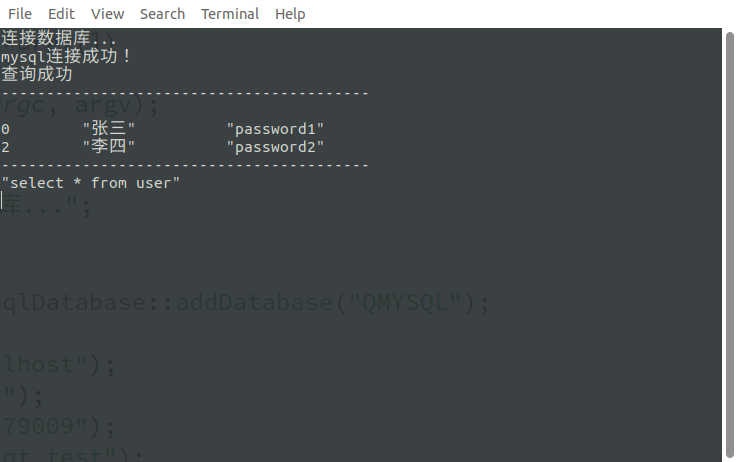 File Edit View Search Terminal Help
连接数据库...
mysql连接成功！
查询成功
-----------------------------------------
rgc, argv);
0 "张三" "password1"
2 "李四" "password2"
-----------------------------------------
"select * from user"
库...";
sqlDatabase::addDatabase("QMYSQL");
lhost");
");
79009");
qt_test");